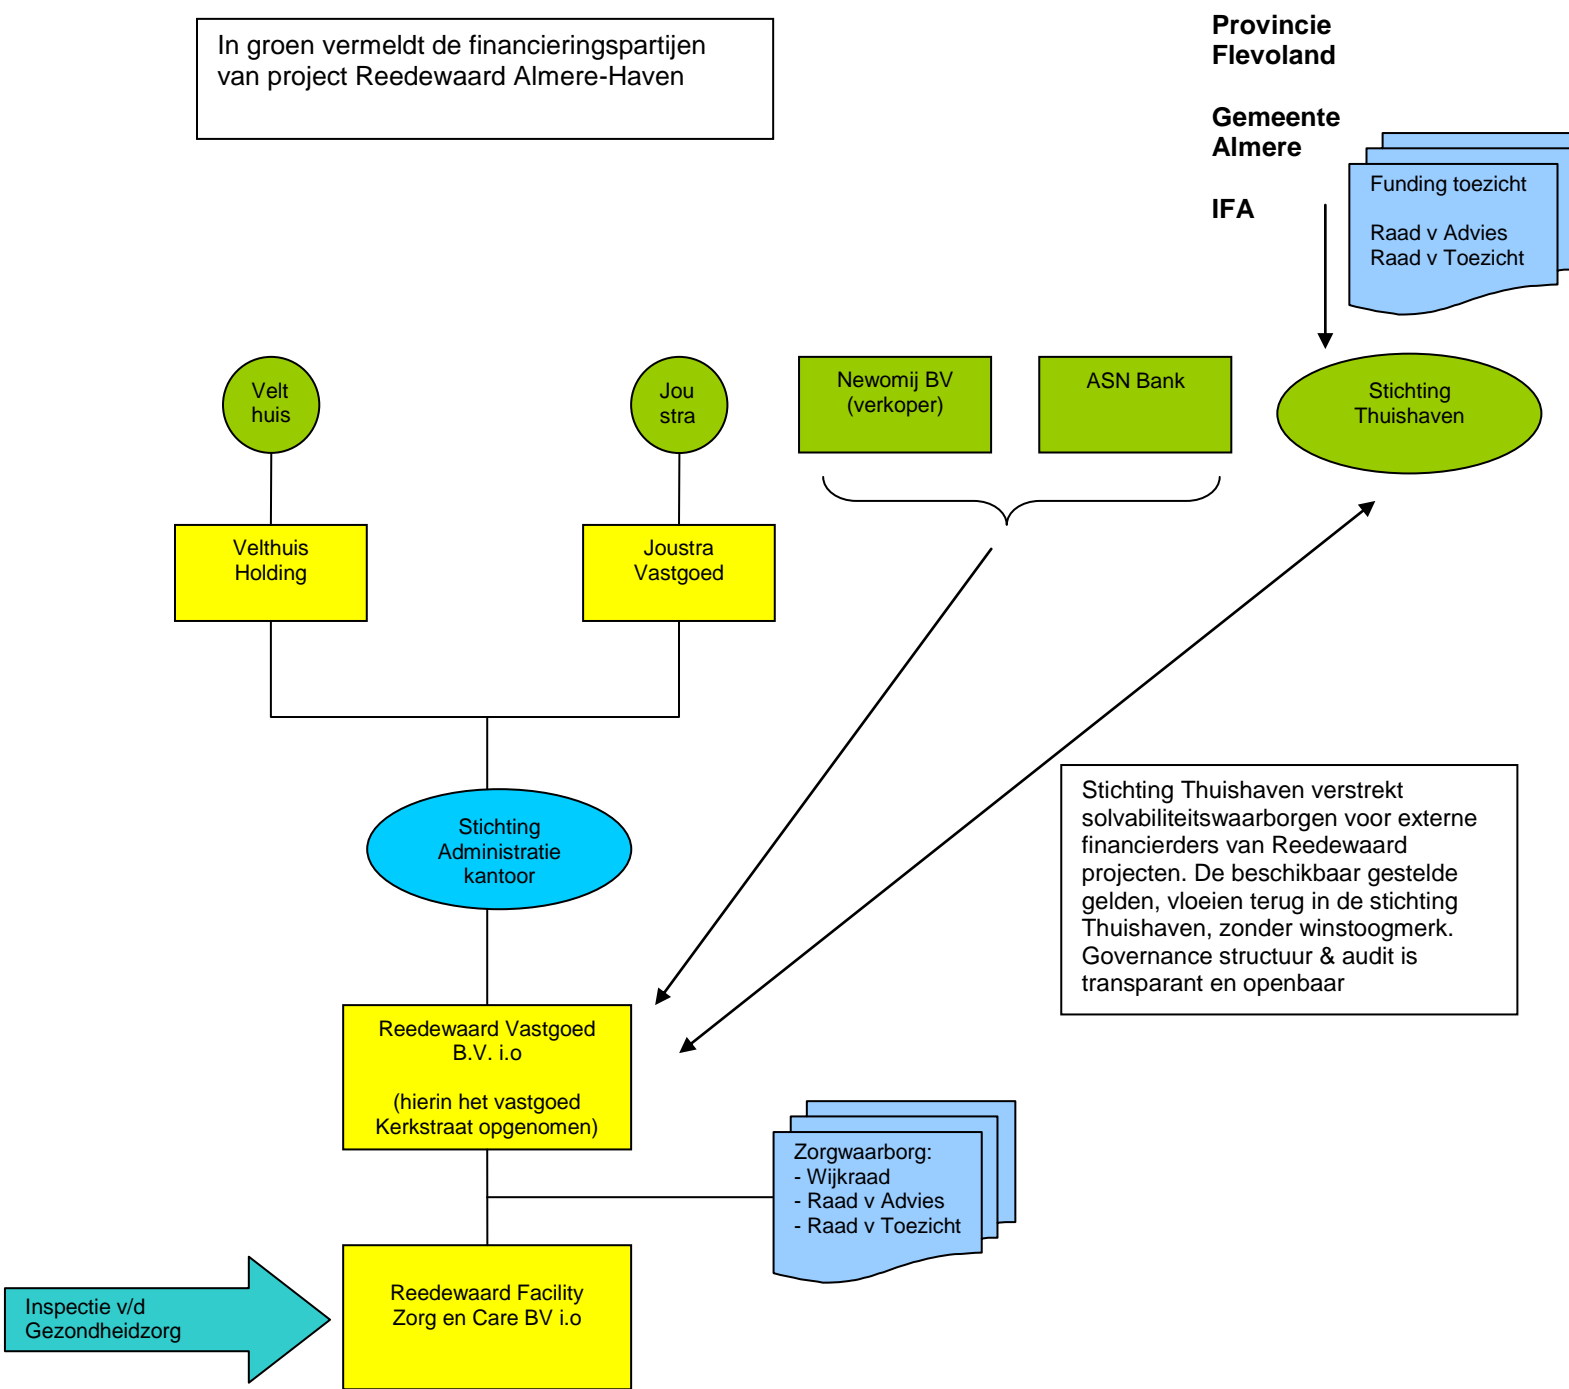 In groen vermeldt de financieringspartijen
van project Reedewaard Almere-Haven
Provincie
Flevoland
Gemeente
Almere
IFA
Funding toezicht
Raad v Advies
Raad v Toezicht
Velt
huis
Jou
stra
Newomij BV
(verkoper)
ASN Bank
Stichting
Thuishaven
Velthuis
Holding
Joustra
Vastgoed
Stichting
Administratie
kantoor
Stichting Thuishaven verstrekt
solvabiliteitswaarborgen voor externe
financierders van Reedewaard
projecten. De beschikbaar gestelde
gelden, vloeien terug in de stichting
Thuishaven, zonder winstoogmerk.
Governance structuur & audit is
transparant en openbaar
Reedewaard Vastgoed
B.V. i.o
(hierin het vastgoed
Kerkstraat opgenomen)
Zorgwaarborg:
- Wijkraad
- Raad v Advies
- Raad v Toezicht
Inspectie v/d
Gezondheidzorg
Reedewaard Facility
Zorg en Care BV i.o